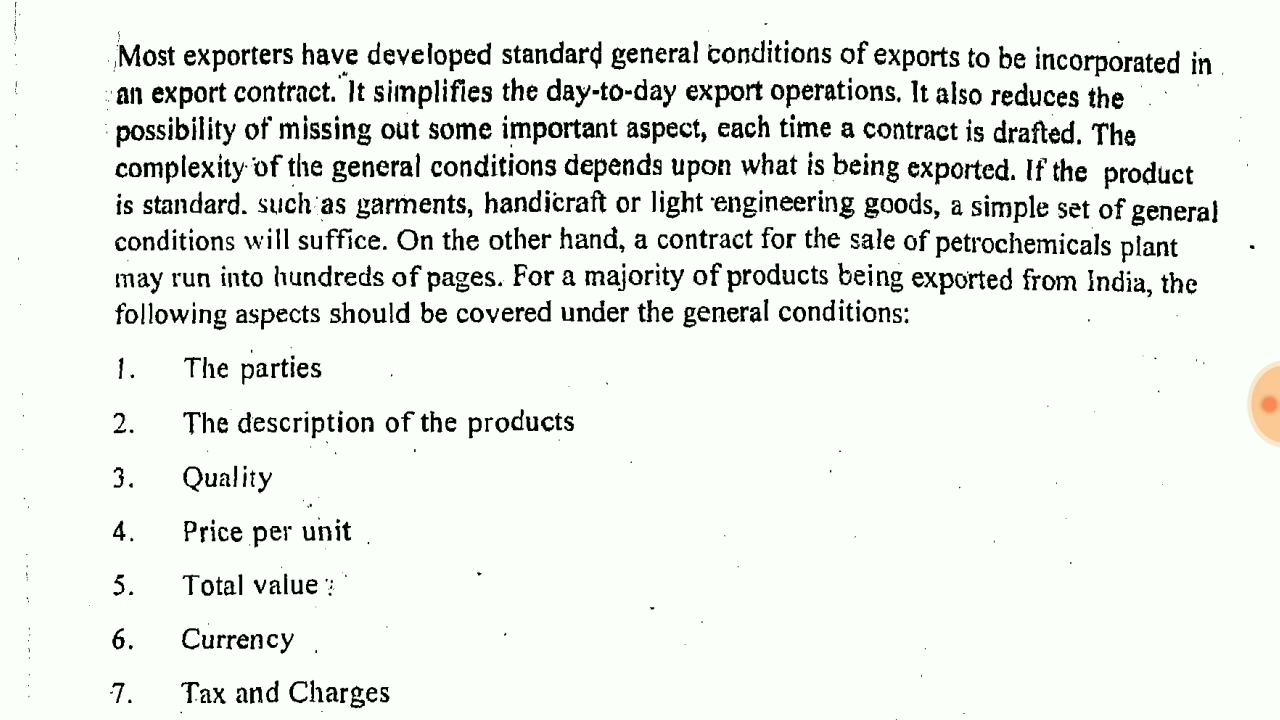 Most exporters have developed standard general conditions of exports to be incorporated in
an export contract. It simplifies the day-to-day export operations. It also reduces the
possibility of missing out some important aspect, each time a contract is drafted. The
complexity of the general conditions depends upon what is being exported. If the product
is standard. such as garments, handicraft or light engineering goods, a simple set of general
conditions will suffice. On the other hand, a contract for the sale of petrochemicals plant
may run into hundreds of pages. For a majority of products being exported from India, the
following aspects should be covered under the general conditions:
1. The parties
2. The description of the products
3. Quality
4. Price per unit
5. Total value
6. Currency
7. Tax and Charges